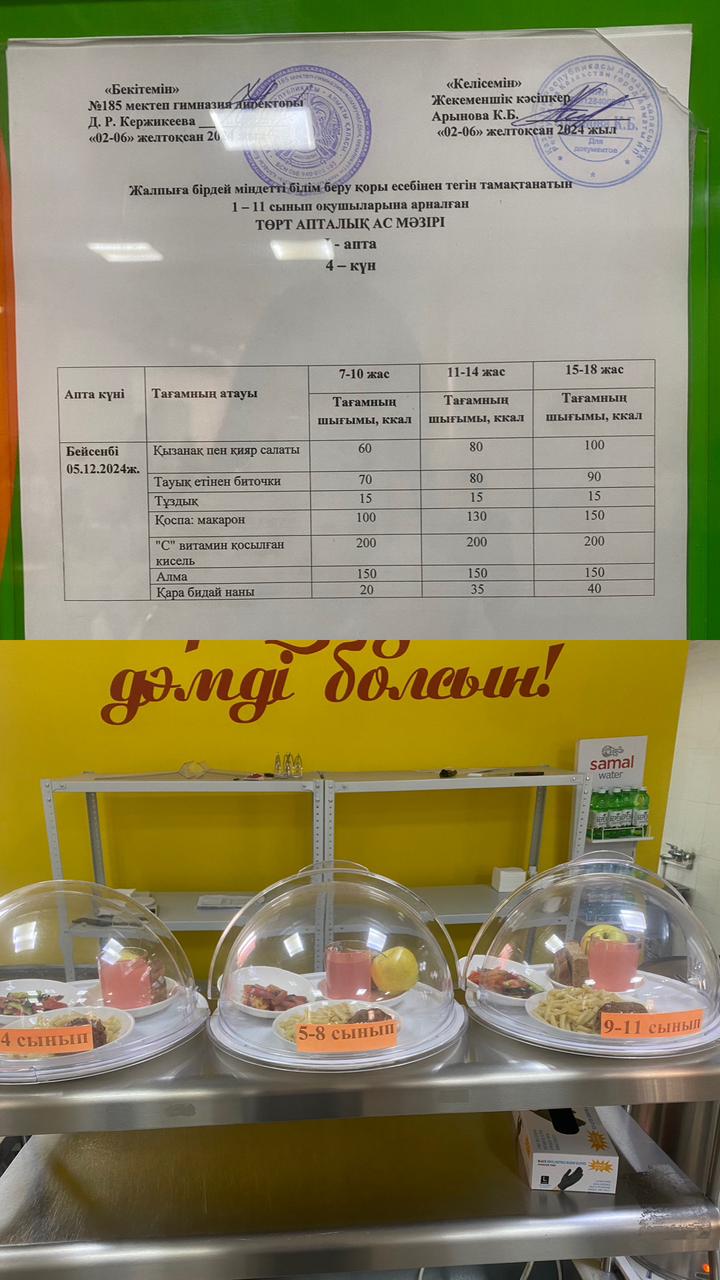 «Бекітемін»
№185 мектеп гимназия директоры
Д. Р. Кержикеева
«02-06» желтоқсан 20
«Келісемін»
Жекеменшік кәсіпкер
Арынова К.Б.
«02-06» желтоқсан 2024 жыл
Для
документов
Жалпыға бірдей міндетті білім беру қоры есебінен тегін тамақтанатын
1 – 11 сынып оқушыларына арналған
ТӨРТ АПТАЛЫҚ АС МӘЗІРІ
I - апта
4 – күн
Апта күні Тағамның атауы 7-10 жас 11-14 жас 15-18 жас
Тағамның шығымы, ккал Тағамның шығымы, ккал Тағамның шығымы, ккал
Бейсенбі 05.12.2024ж. Қызанақ пен қияр салаты 60 80 100
Тауық етінен биточки 70 80 90
Тұздық 15 15 15
Қоспа: макарон 100 130 150
"С" витамин қосылған кисель 200 200 200
Алма 150 150 150
Қара бидай наны 20 35 40
дәмді болсын!
samal
water
4 сынып
5-8 сынып
9-11 сынып
L